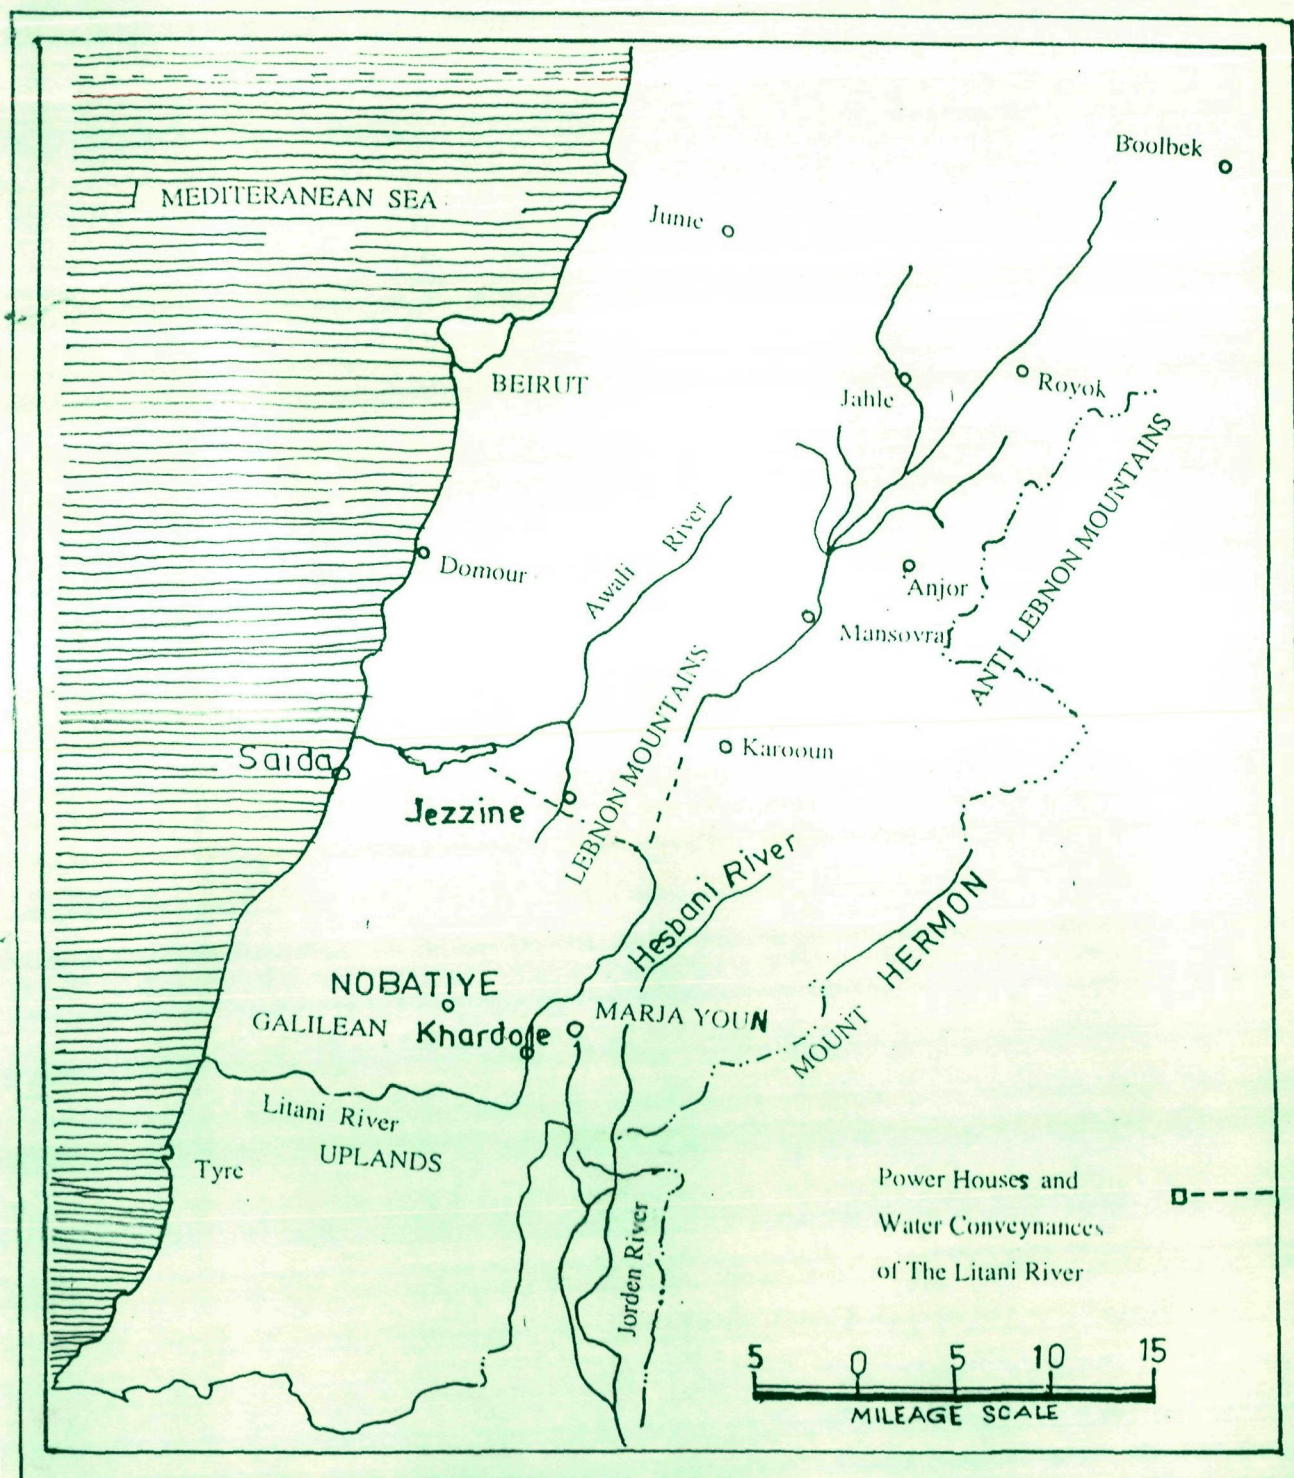 Boolbek
MEDITERANEAN SEA
Junie
Royok
Jahle
BEIRUT
ANTI LEBNON MOUNTAINS
Awali River
Domour
Anjor
Mansovra
LEBNON MOUNTAINS
Karooun
Saida
Jezzine
Hesbani River
MOUNT HERMON
NOBATIYE
MARJA YOUN
GALILEAN
Khardole
Litani River
UPLANDS
Tyre
Jorden River
Power Houses and
Water Conveynances
of The Litani River
5 0 5 10 15
MILEAGE SCALE